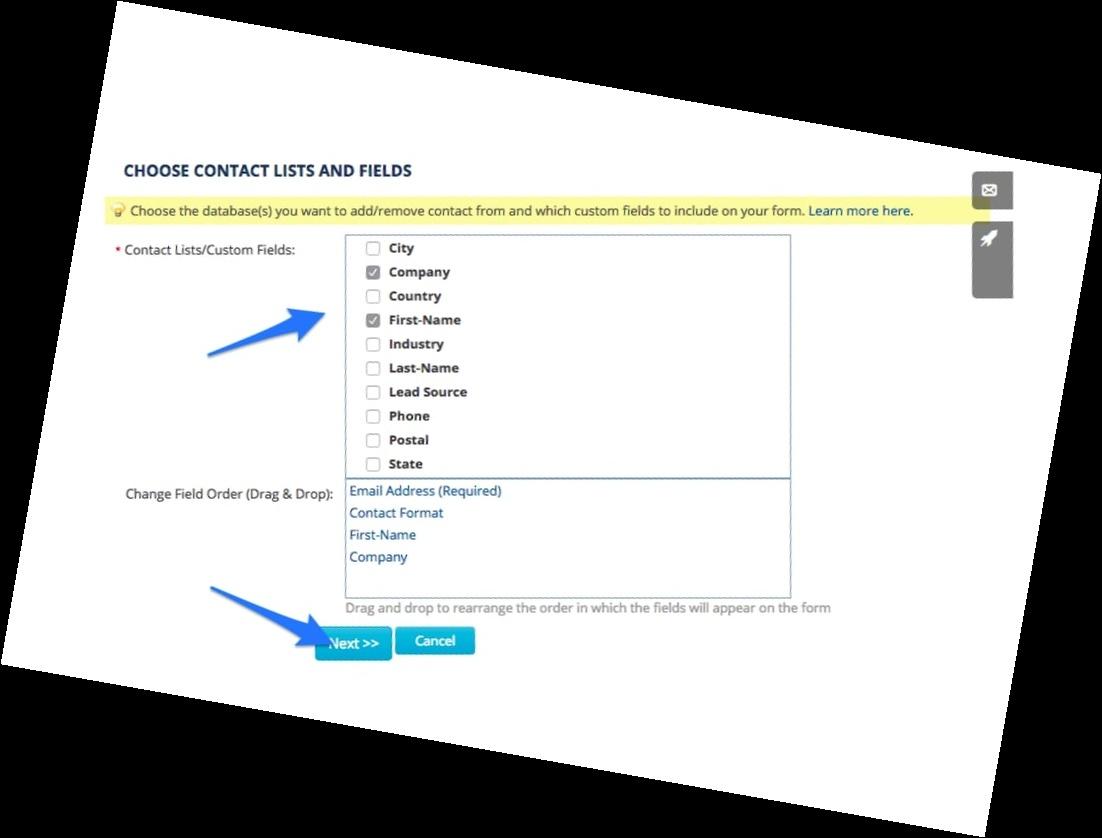 CHOOSE CONTACT LISTS AND FIELDS
Choose the database(s) you want to add/remove contact from and which custom fields to include on your form. Learn more here.
* Contact Lists/Custom Fields:
City
Company
Country
First-Name
Industry
Last-Name
Lead Source
Phone
Postal
State
Change Field Order (Drag & Drop):
Email Address (Required)
Contact Format
First-Name
Company
Drag and drop to rearrange the order in which the fields will appear on the form
Next >> Cancel